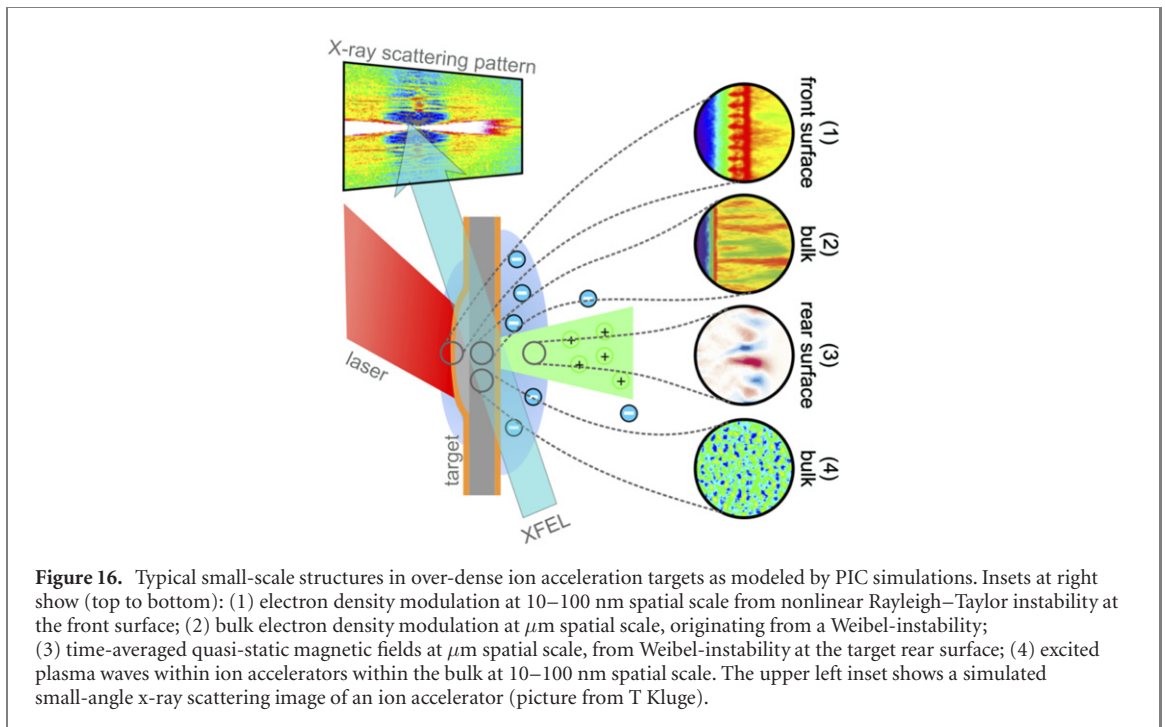 X-ray scattering pattern
(1)
front surface
(2)
bulk
(3)
rear surface
(4)
bulk
laser
target
XFEL
Figure 16. Typical small-scale structures in over-dense ion acceleration targets as modeled by PIC simulations. Insets at right
show (top to bottom): (1) electron density modulation at 10–100 nm spatial scale from nonlinear Rayleigh–Taylor instability at
the front surface; (2) bulk electron density modulation at μm spatial scale, originating from a Weibel-instability;
(3) time-averaged quasi-static magnetic fields at μm spatial scale, from Weibel-instability at the target rear surface; (4) excited
plasma waves within ion accelerators within the bulk at 10–100 nm spatial scale. The upper left inset shows a simulated
small-angle x-ray scattering image of an ion accelerator (picture from T Kluge).